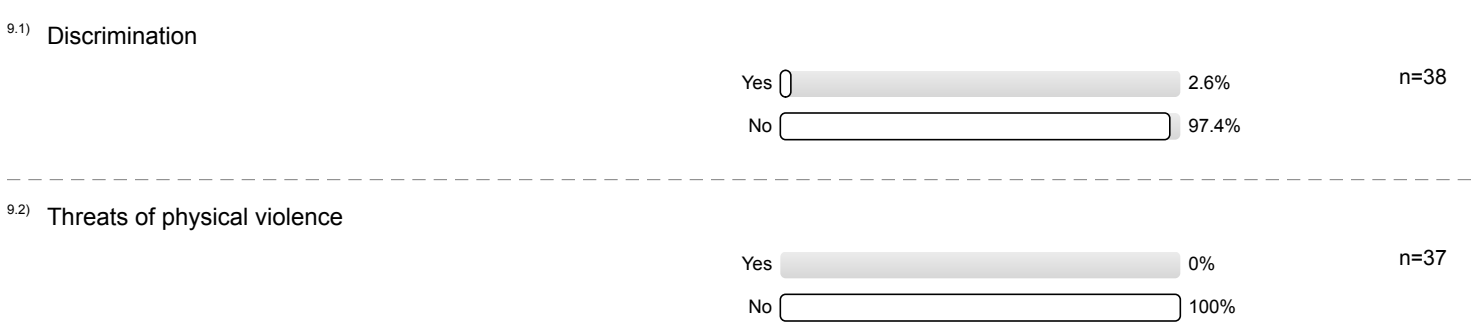 9.1) Discrimination
Yes 2.6% n=38
No 97.4%
9.2) Threats of physical violence
Yes 0% n=37
No 100%